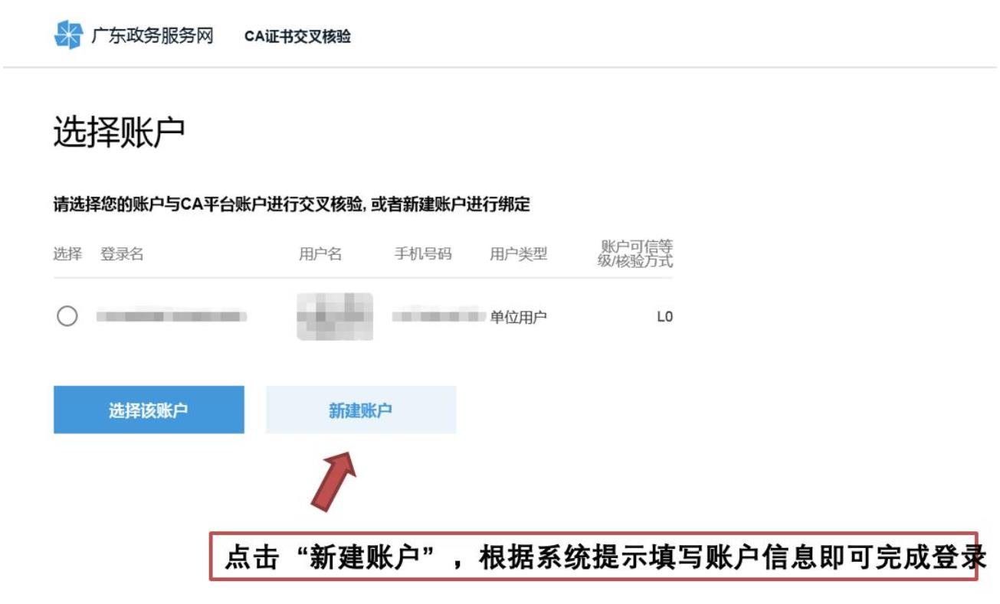 广东政务服务网 CA证书交叉核验
选择账户
请选择您的账户与CA平台账户进行交叉核验, 或者新建账户进行绑定
选择 登录名 用户名 手机号码 用户类型 账户可信等
级/核验方式
单位用户 L0
选择该账户 新建账户
点击“新建账户”，根据系统提示填写账户信息即可完成登录